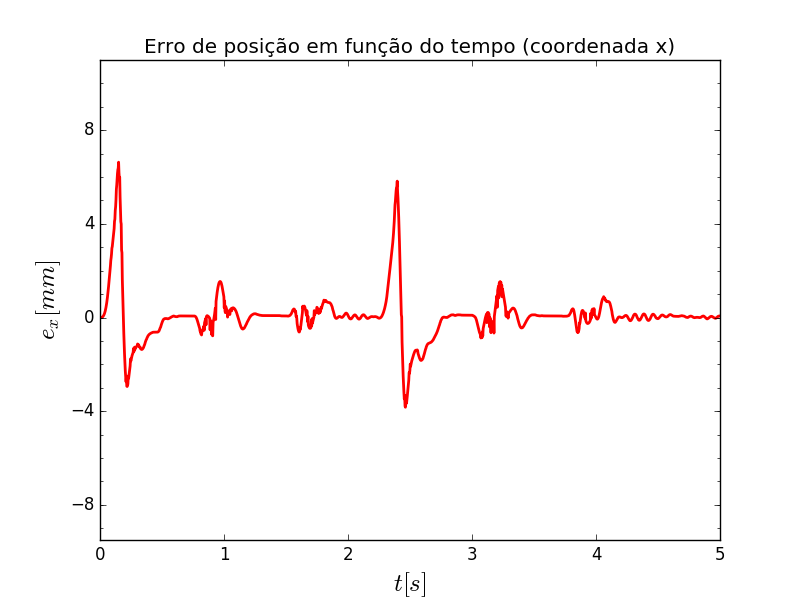 Erro de posição em função do tempo (coordenada x)
8
4
0
−4
−8
e_x [mm]
0 1 2 3 4 5
t[s]